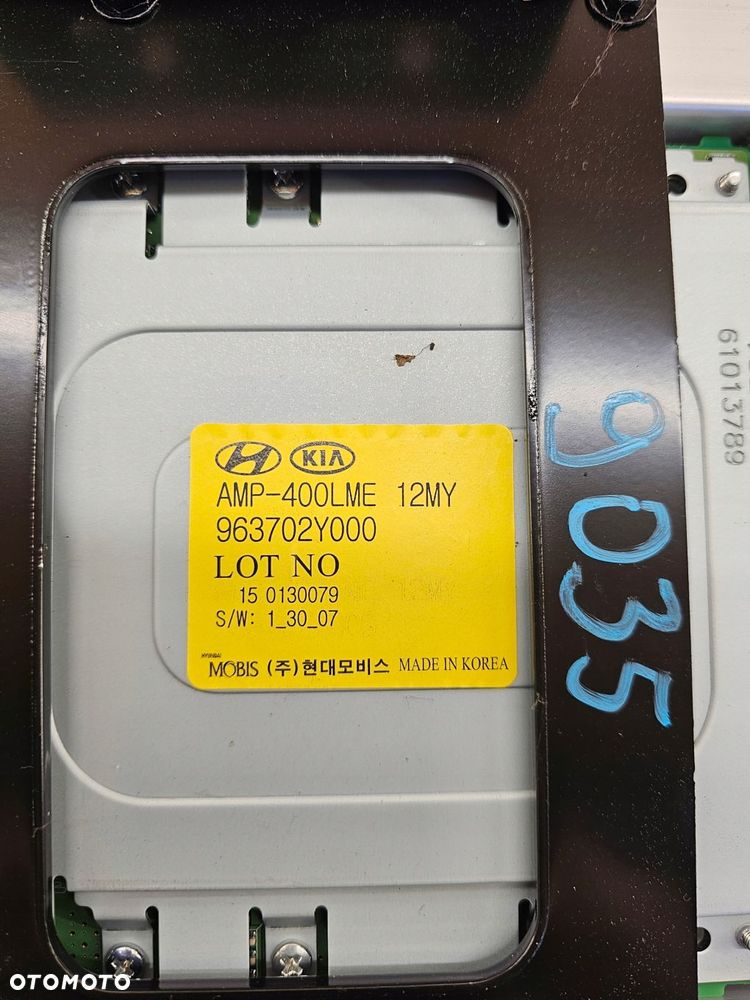 KIA
AMP-400LME 12MY
963702Y000
LOT NO
15 0130079
S/W: 1_30_07
HYUNDAI
MOBIS (주)현대모비스 MADE IN KOREA
9035
61013789
OTOMOTO